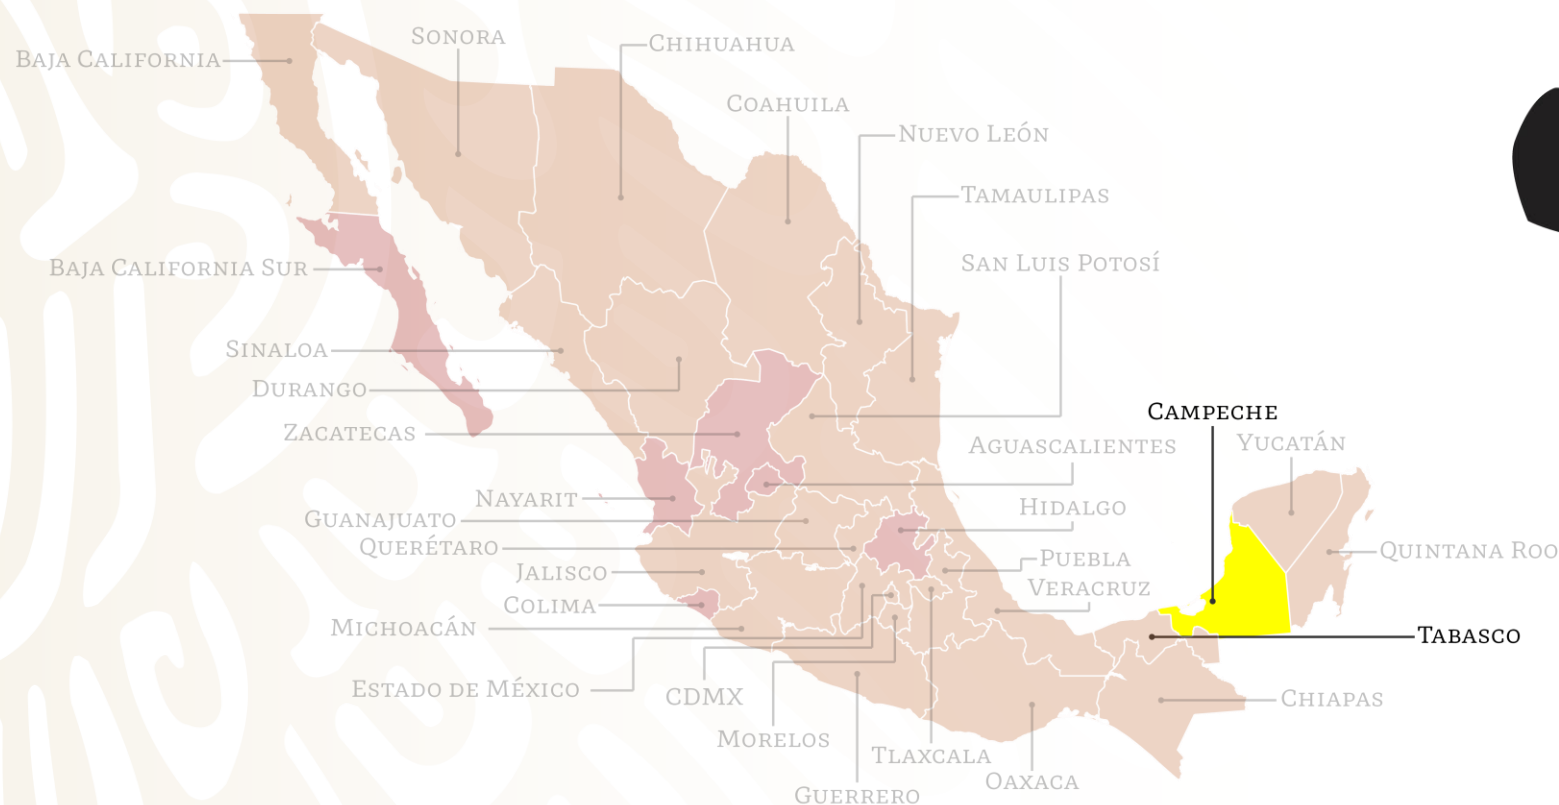 Sonora
Chihuahua
Baja California
Coahuila
Nuevo León
Tamaulipas
San Luis Potosí
Baja California Sur
Sinaloa
Durango
Campeche
Zacatecas
Yucatán
Aguascalientes
Nayarit
Hidalgo
Guanajuato
Querétaro
Quintana Roo
Puebla
Jalisco
Veracruz
Colima
Michoacán
Tabasco
Estado de México
CDMX
Chiapas
Morelos
Tlaxcala
Oaxaca
Guerrero